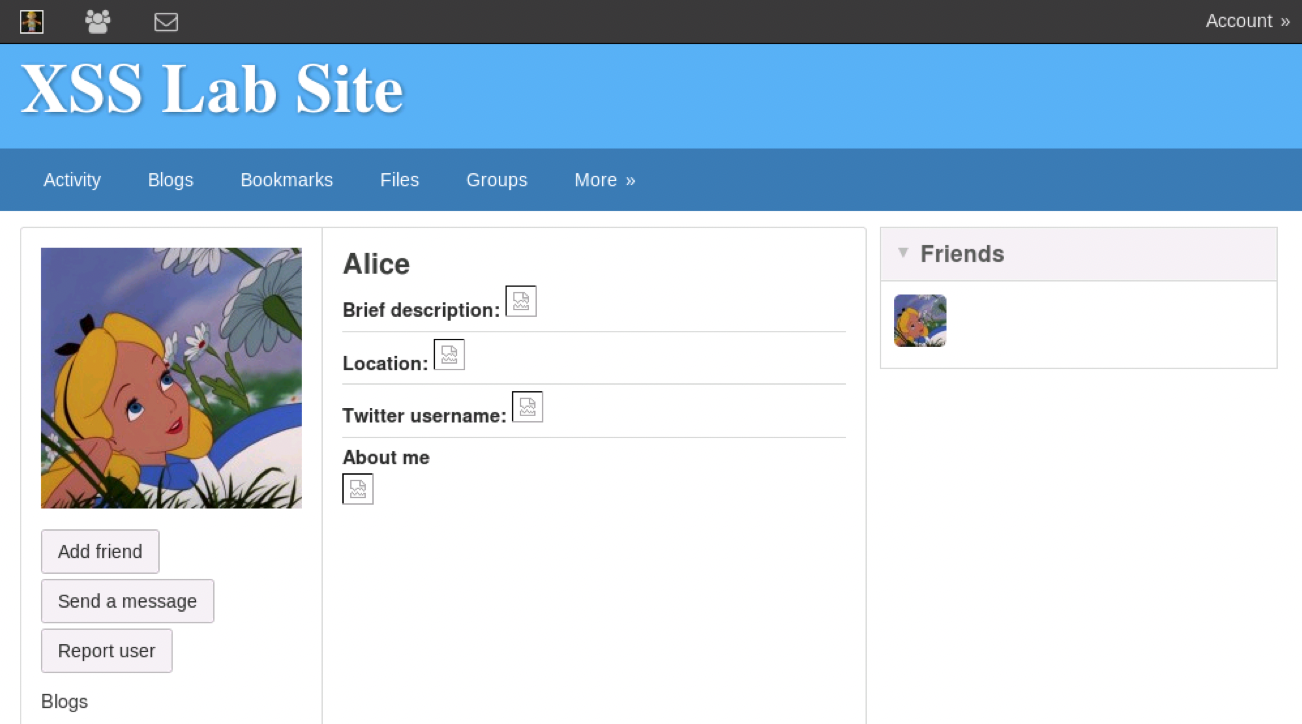 Account »
XSS Lab Site
Activity Blogs Bookmarks Files Groups More »
Alice
Brief description:
Location:
Twitter username:
About me
Add friend
Send a message
Report user
Blogs
▼ Friends